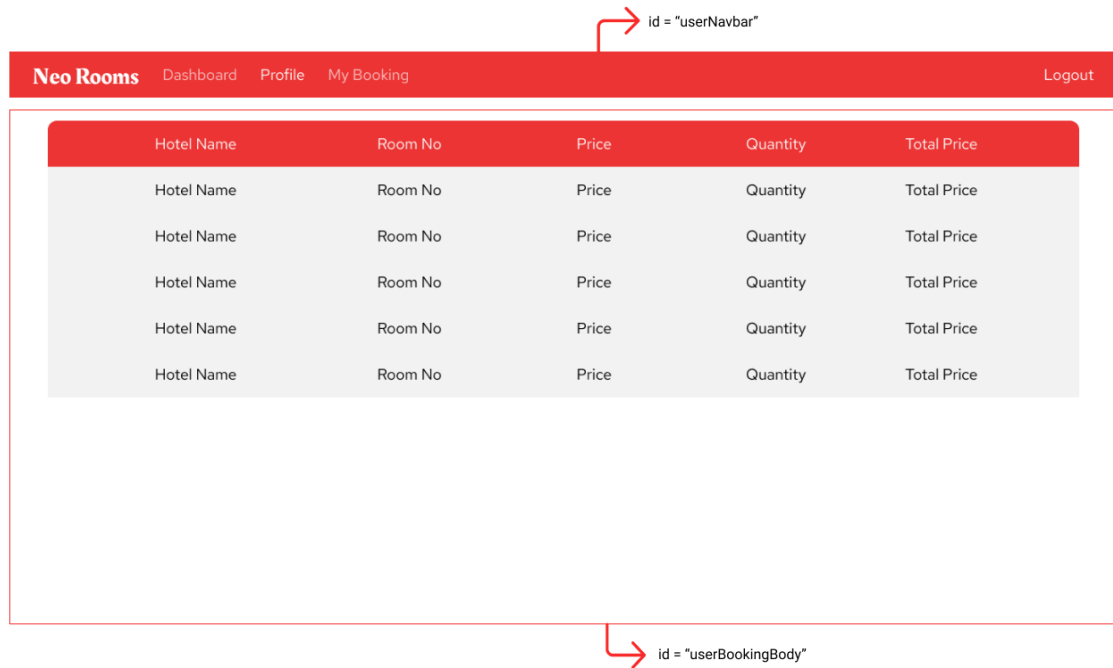 id = “userNavbar”
Neo Rooms Dashboard Profile My Booking Logout
Hotel Name Room No Price Quantity Total Price
Hotel Name Room No Price Quantity Total Price
Hotel Name Room No Price Quantity Total Price
Hotel Name Room No Price Quantity Total Price
Hotel Name Room No Price Quantity Total Price
Hotel Name Room No Price Quantity Total Price
id = “userBookingBody”